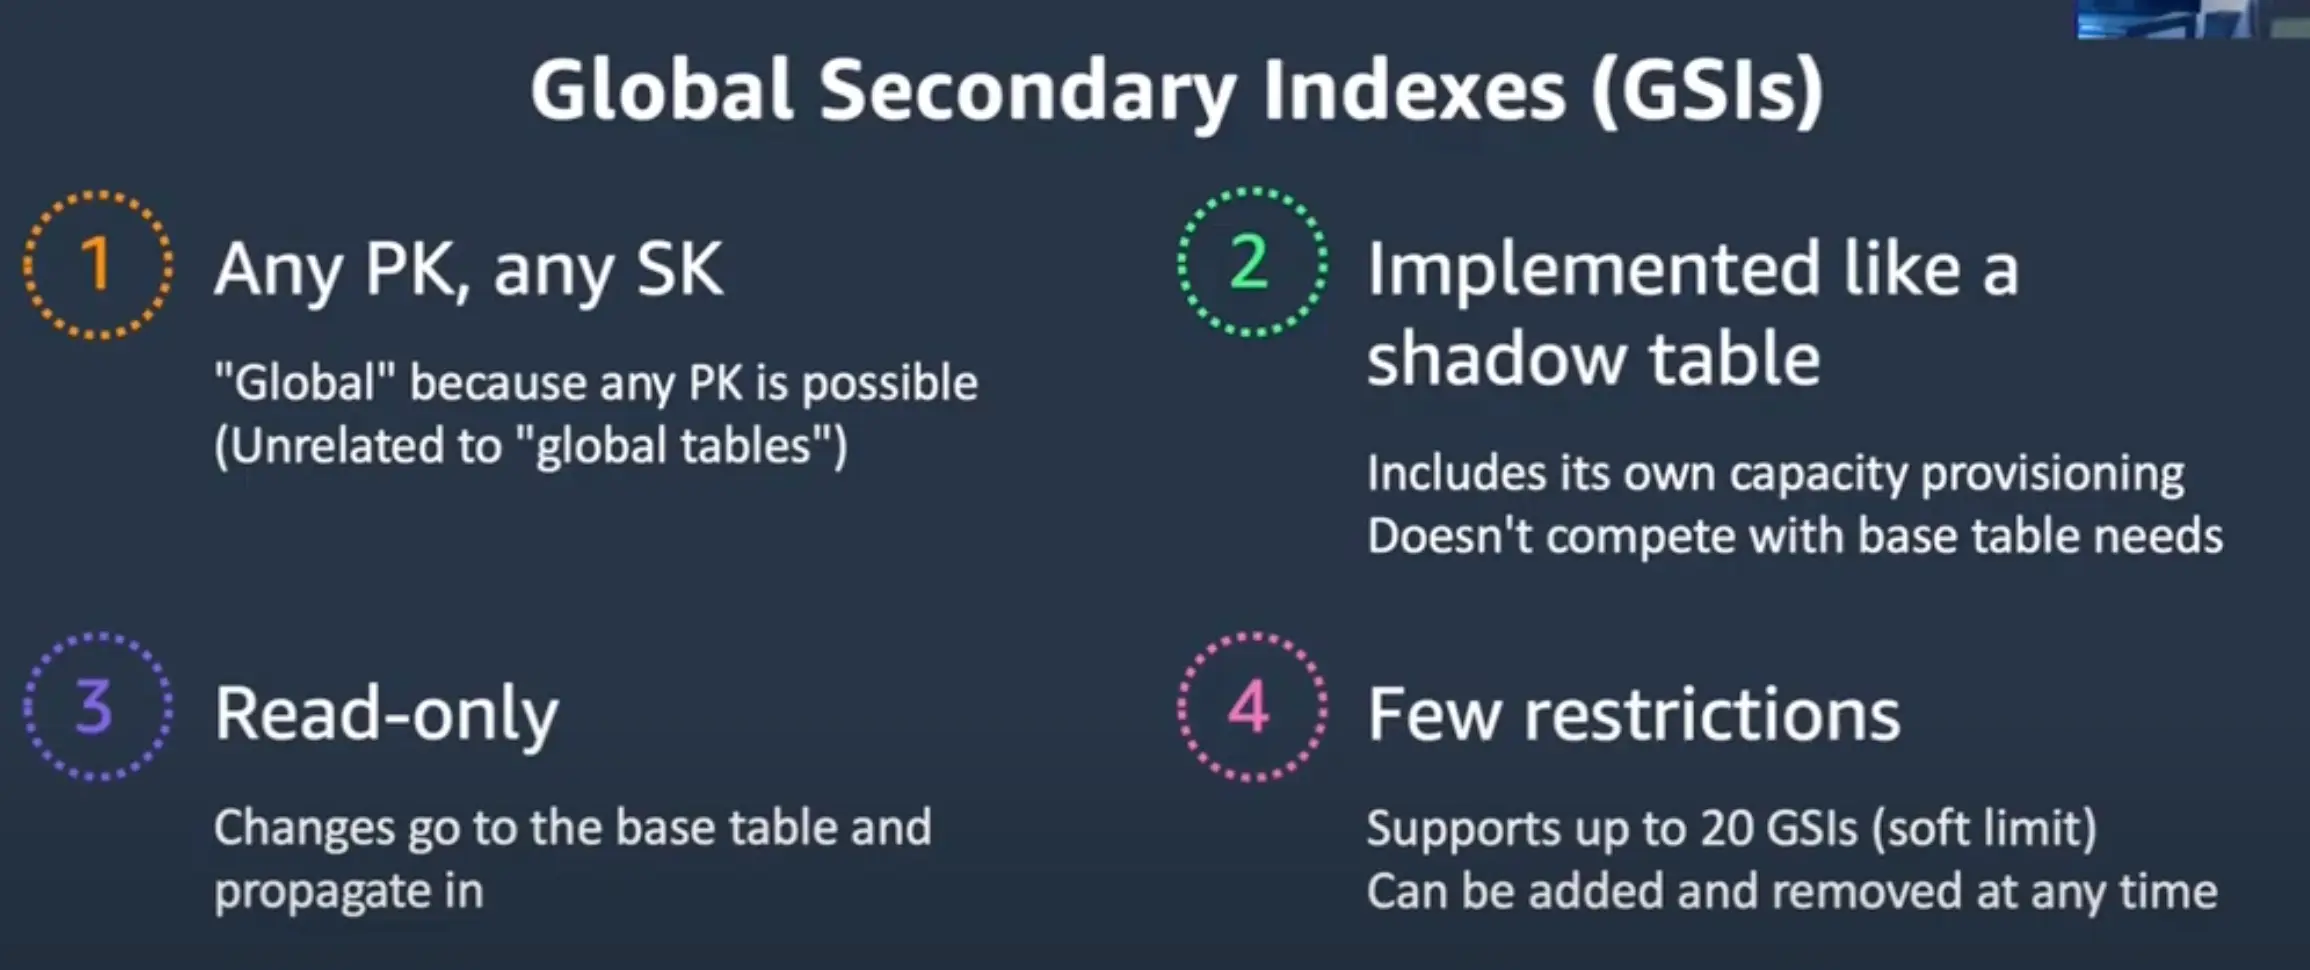 Global Secondary Indexes (GSIs)
1
Any PK, any SK
"Global" because any PK is possible
(Unrelated to "global tables")
2
Implemented like a
shadow table
Includes its own capacity provisioning
Doesn't compete with base table needs
3
Read-only
Changes go to the base table and
propagate in
4
Few restrictions
Supports up to 20 GSIs (soft limit)
Can be added and removed at any time